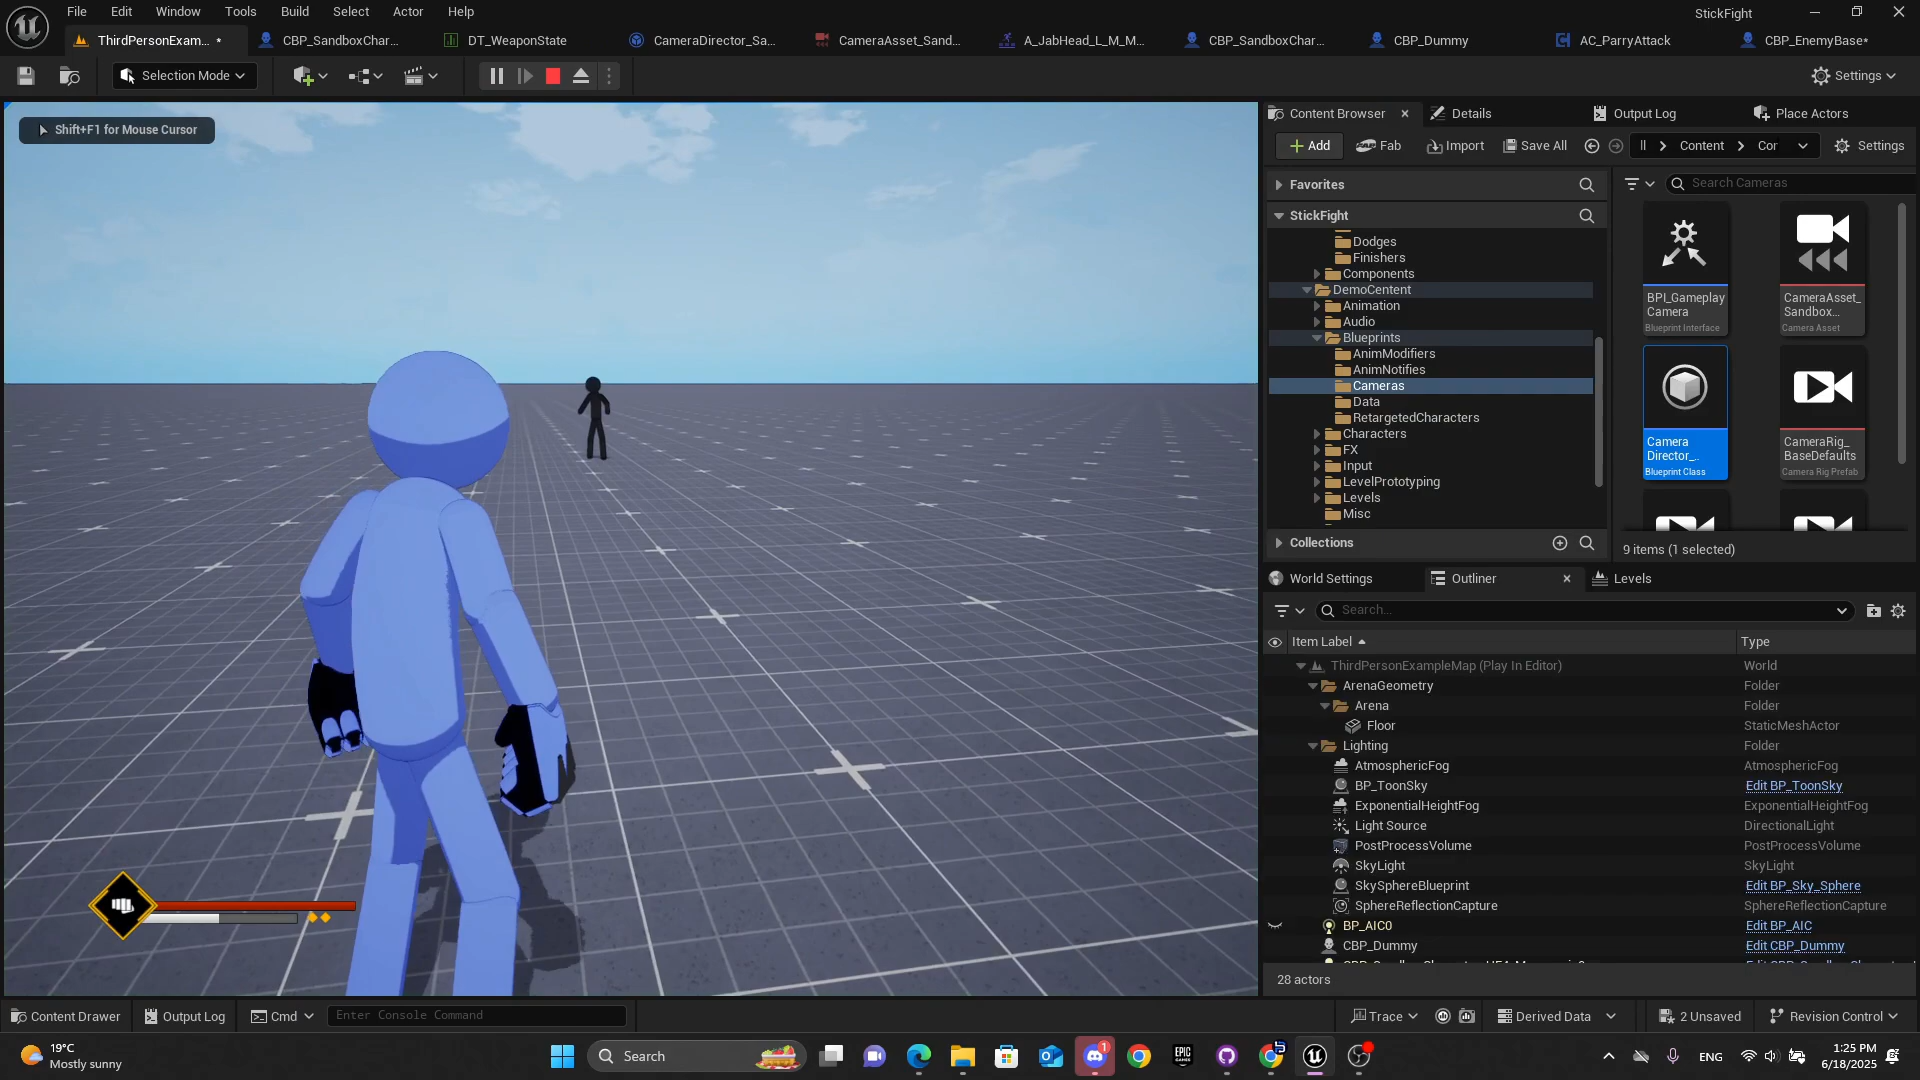 File Edit Window Tools Build Select Actor Help
StickFight
ThirdPersonExam... •
CBP_SandboxChar...
DT_WeaponState
CameraDirector_Sa...
CameraAsset_Sand...
A_JabHead_L_M_M...
CBP_SandboxChar...
CBP_Dummy
AC_ParryAttack
CBP_EnemyBase*
Selection Mode
Settings
Shift+F1 for Mouse Cursor
Content Browser
Details
Output Log
Place Actors
Add
Fab
Import
Save All
Content
Settings
Favorites
Search Cameras
StickFight
Dodges
Finishers
Components
DemoCentent
Animation
Audio
Blueprints
AnimModifiers
AnimNotifies
Cameras
Data
RetargetedCharacters
Characters
FX
Input
LevelPrototyping
Levels
Misc
Collections
BPI_Gameplay
Camera
Blueprint Interface
CameraAsset_
Sandbox...
Camera Asset
Camera
Director_..
Blueprint Class
CameraRig_
BaseDefaults
Camera Rig Prefab
9 items (1 selected)
World Settings
Outliner
Levels
Search...
Item Label
Type
ThirdPersonExampleMap (Play In Editor) World
ArenaGeometry Folder
Arena Folder
Floor StaticMeshActor
Lighting Folder
AtmosphericFog AtmosphericFog
BP_ToonSky Edit BP_ToonSky
ExponentialHeightFog ExponentialHeightFog
Light Source DirectionalLight
PostProcessVolume PostProcessVolume
SkyLight SkyLight
SkySphereBlueprint Edit BP_Sky_Sphere
SphereReflectionCapture SphereReflectionCapture
BP_AIC0 Edit BP_AIC
CBP_Dummy Edit CBP_Dummy
28 actors
Content Drawer
Output Log
Cmd
Enter Console Command
Trace
Derived Data
2 Unsaved
Revision Control
19°C
Mostly sunny
Search
EPIC
GAMES
1
ENG
1:25 PM
6/18/2025